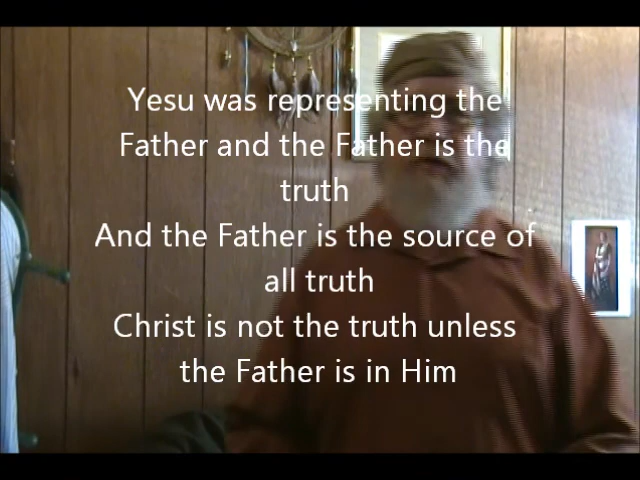 Yesu was representing the
Father and the Father is the
truth
And the Father is the source of
all truth
Christ is not the truth unless
the Father is in Him